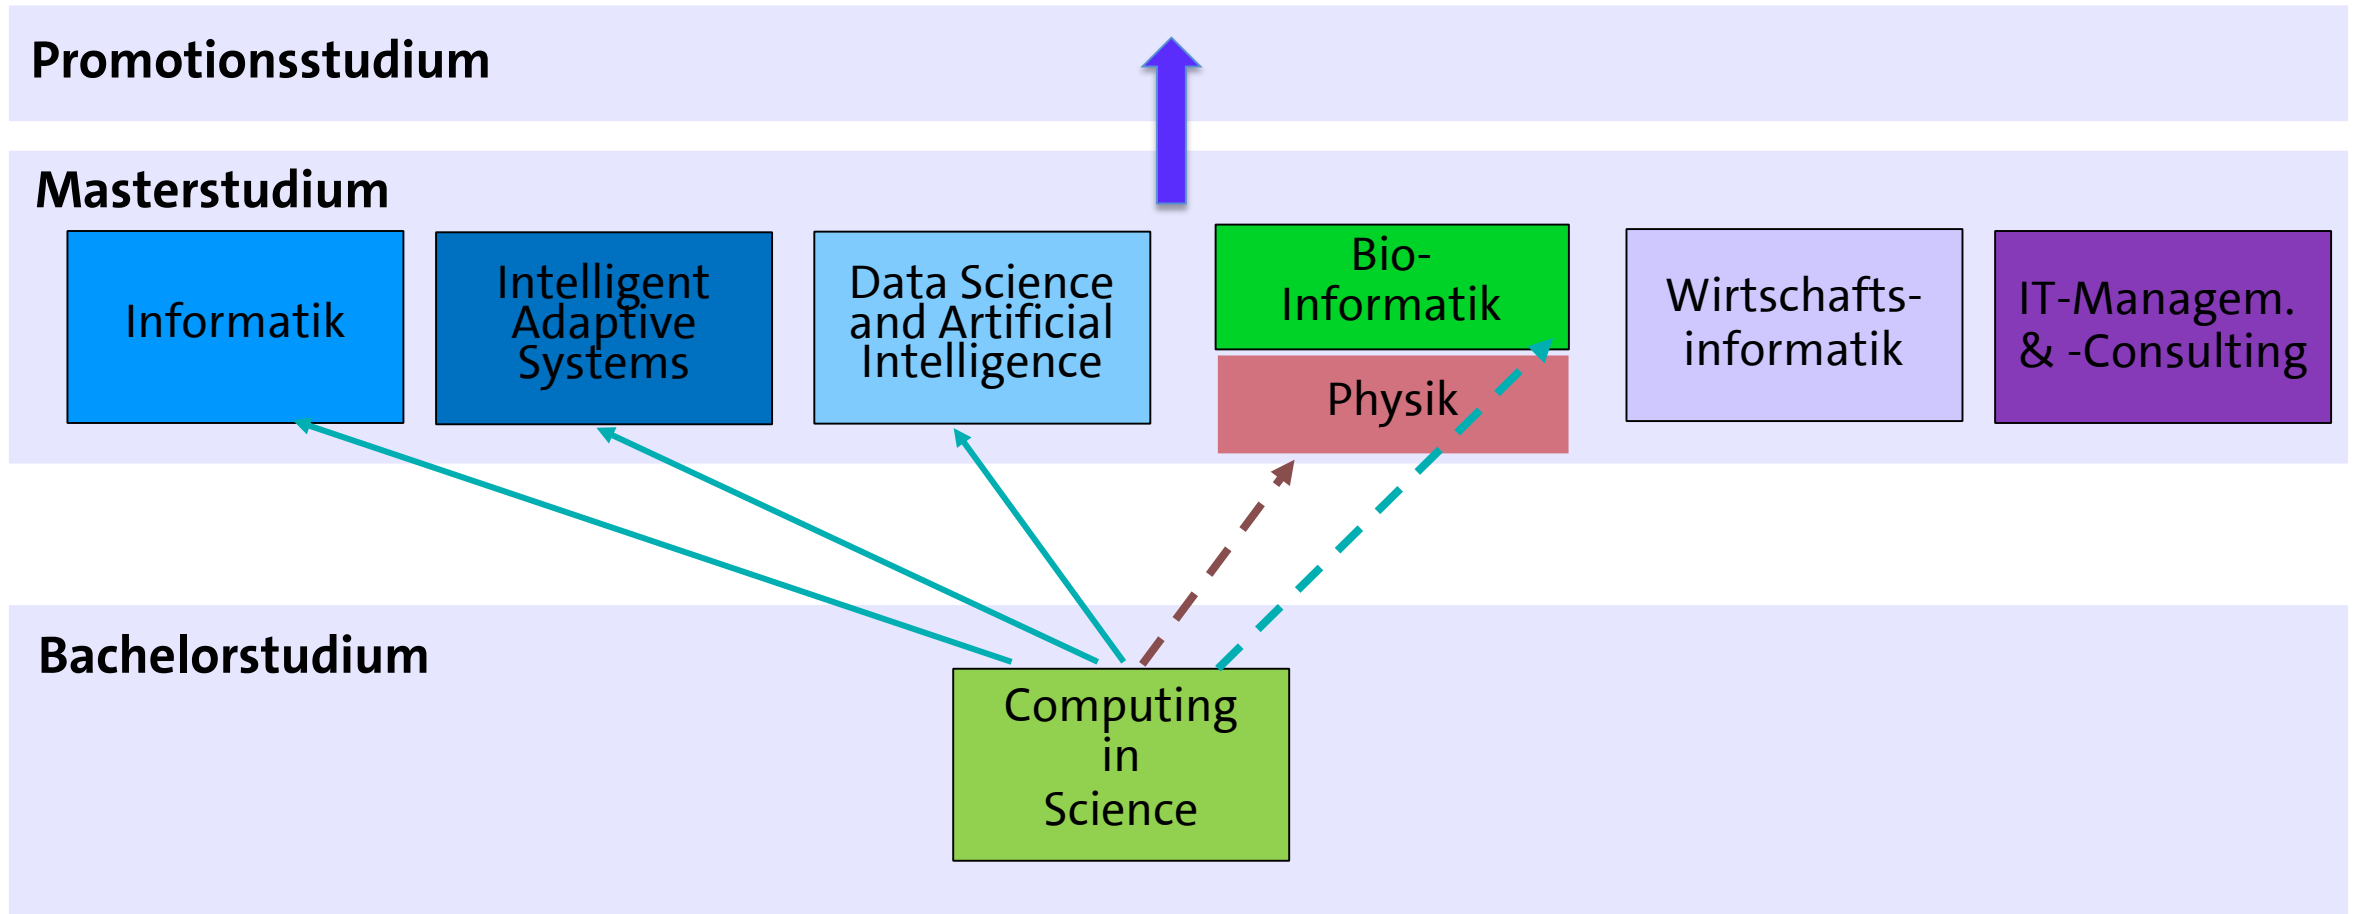 Promotionsstudium
Masterstudium
Informatik
Intelligent
Adaptive
Systems
Data Science
and Artificial
Intelligence
Bio-
Informatik
Physik
Wirtschafts-
informatik
IT-Managem.
& -Consulting
Bachelorstudium
Computing
in
Science